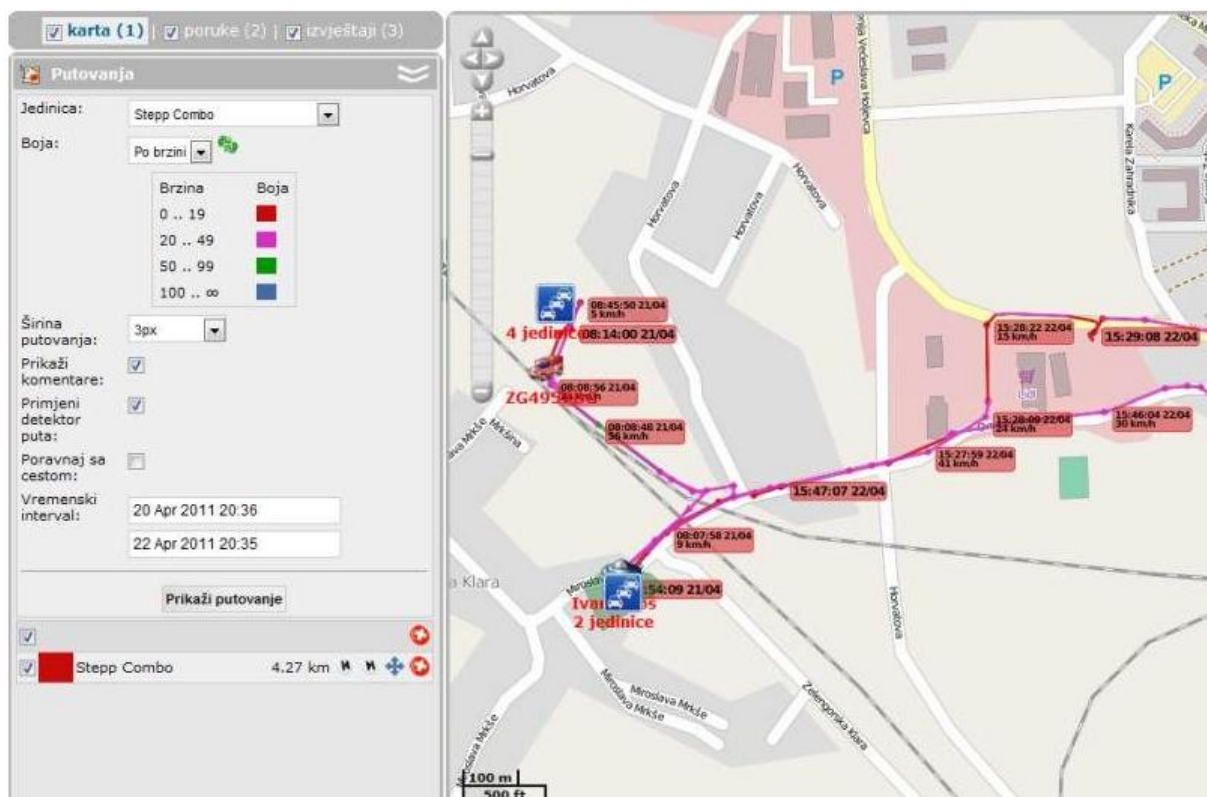 karta (1) | poruke (2) | izvještaji (3)
Putovanja
Jedinica:
Stepp Combo
Boja:
Po brzini
Brzina Boja
0 .. 19
20 .. 49
50 .. 99
100 .. ∞
Širina
putovanja:
3px
Prikaži
komentare:
Primjeni
detektor
puta:
Poravnaj sa
cestom:
Vremenski
interval:
20 Apr 2011 20:36
22 Apr 2011 20:35
Prikaži putovanje
Stepp Combo 4.27 km
Horvatova
Horvatova
Horvatova
Horvatova
Horvatova
P
P
Karela Zahradnika
08:45:50 21/04
5 km/h
4 jedinice
08:14:00 21/04
08:08:56 21/04
08:08:48 21/04
56 km/h
Mrkšina
15:28:22 22/04
15 km/h
15:29:08 22/04
Lidl
15:28:09 22/04
24 km/h
15:46:04 22/04
30 km/h
15:27:59 22/04
41 km/h
15:47:07 22/04
08:07:58 21/04
9 km/h
:54:09 21/04
2 jedinice
a Klara
Miroslava Mrkše
Miroslava Mrkše
Miroslava Mrkše
Zelengorska Klara
100 m
500 ft